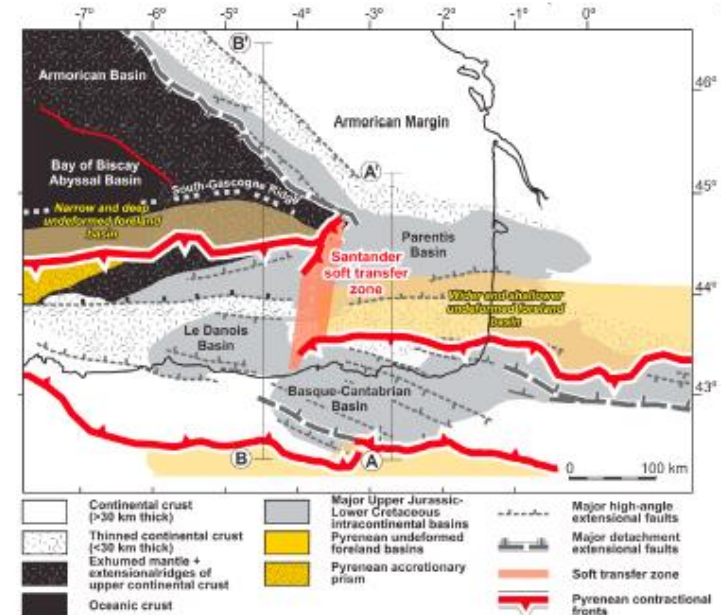 -7° -6° -5° -4° -3° -2° -1° 0°
B'
46°
Armorican Basin
Armorican Margin
A'
45°
Bay of Biscay
Abyssal Basin
South-Gascogne Ridge
Narrow and deep
undeformed foreland
basin
Parentis
Basin
Santander
soft transfer
zone
44°
Wider and shallower
undeformed foreland
basin
Le Danois
Basin
43°
Basque-Cantabrian
Basin
B
A
0 100 km
Continental crust
(>30 km thick)
Thinned continental crust
(<30 km thick)
Exhumed mantle +
extensionalridges of
upper continental crust
Oceanic crust
Major Upper Jurassic-
Lower Cretaceous
intracontinental basins
Pyrenean undeformed
foreland basins
Pyrenean accretionary
prism
Major high-angle
extensional faults
Major detachment
extensional faults
Soft transfer zone
Pyrenean contractional
fronts